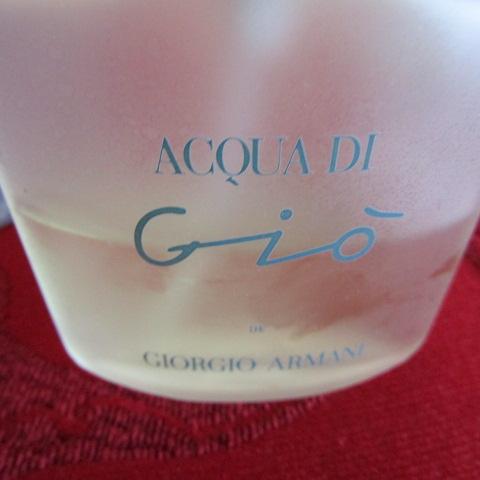 ACQUA DI
Giò
DE
GIORGIO ARMANI